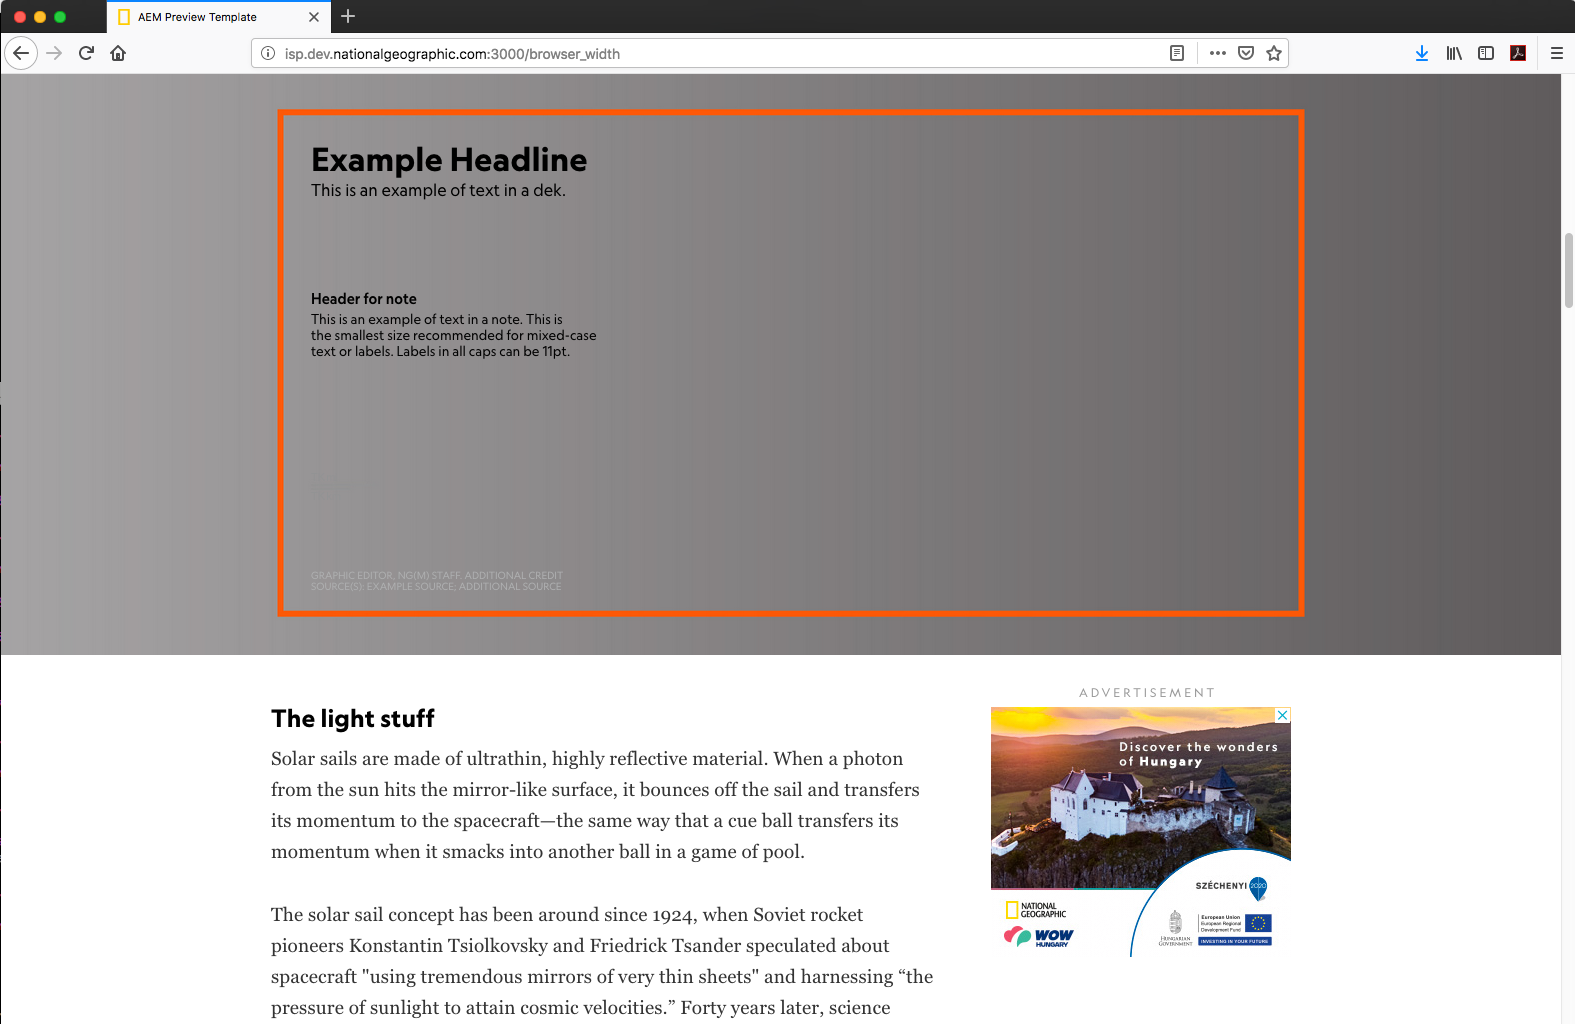 AEM Preview Template
isp.dev.nationalgeographic.com:3000/browser_width
Example Headline
This is an example of text in a dek.
Header for note
This is an example of text in a note. This is
the smallest size recommended for mixed-case
text or labels. Labels in all caps can be 11pt.
GRAPHIC EDITOR, NG(M) STAFF. ADDITIONAL CREDIT
SOURCE(S): EXAMPLE SOURCE; ADDITIONAL SOURCE
The light stuff
Solar sails are made of ultrathin, highly reflective material. When a photon
from the sun hits the mirror-like surface, it bounces off the sail and transfers
its momentum to the spacecraft—the same way that a cue ball transfers its
momentum when it smacks into another ball in a game of pool.
The solar sail concept has been around since 1924, when Soviet rocket
pioneers Konstantin Tsiolkovsky and Friedrick Tsander speculated about
spacecraft "using tremendous mirrors of very thin sheets" and harnessing “the
pressure of sunlight to attain cosmic velocities.” Forty years later, science
ADVERTISEMENT
Discover the wonders
of Hungary
SZÉCHENYI 2020
NATIONAL
GEOGRAPHIC
WOW
HUNGARY
HUNGARIAN
GOVERNMENT
European Union
European Regional
Development Fund
INVESTING IN YOUR FUTURE